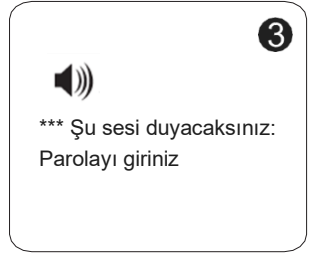 3
*** Şu sesi duyacaksınız:
Parolayı giriniz